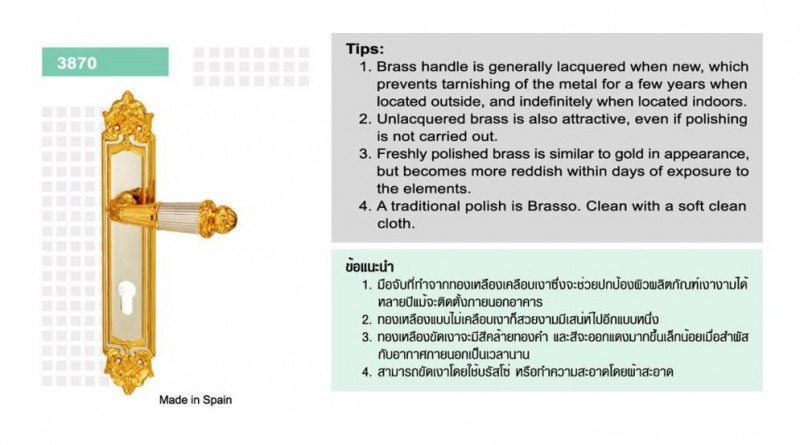 3870
Made in Spain
Tips:
1. Brass handle is generally lacquered when new, which
prevents tarnishing of the metal for a few years when
located outside, and indefinitely when located indoors.
2. Unlacquered brass is also attractive, even if polishing
is not carried out.
3. Freshly polished brass is similar to gold in appearance,
but becomes more reddish within days of exposure to
the elements.
4. A traditional polish is Brasso. Clean with a soft clean
cloth.
ข้อแนะนำ
1. มือจับที่ทำจากทองเหลืองเคลือบเงาซึ่งจะช่วยปกป้องผิวผลิตภัณฑ์เงางามได้
หลายปีแม้จะติดตั้งภายนอกอาคาร
2. ทองเหลืองแบบไม่เคลือบเงาก็สวยงามมีเสน่ห์ไปอีกแบบหนึ่ง
3. ทองเหลืองขัดเงาจะมีสีคล้ายทองคำ และสีจะออกแดงมากขึ้นเล็กน้อยเมื่อสำผัส
กับอากาศภายนอกเป็นเวลานาน
4. สามารถขัดเงาโดยใช้บรัสโซ่ หรือทำความสะอาดโดยผ้าสะอาด